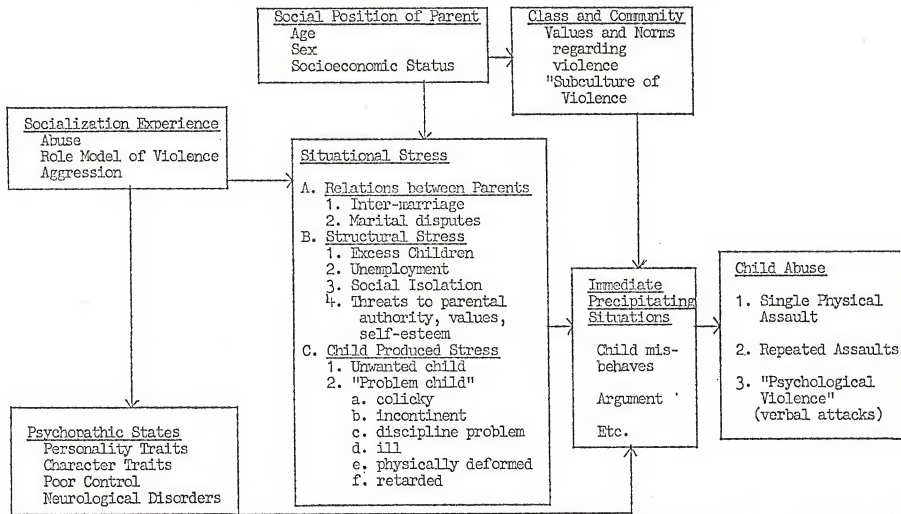 Social Position of Parent
Age
Sex
Socioeconomic Status
Class and Community
Values and Norms
regarding
violence
"Subculture of
Violence
Socialization Experience
Abuse
Role Model of Violence
Aggression
Situational Stress
A. Relations between Parents
1. Inter-marriage
2. Marital disputes
B. Structural Stress
1. Excess Children
2. Unemployment
3. Social Isolation
4. Threats to parental
authority, values,
self-esteem
C. Child Produced Stress
1. Unwanted child
2. "Problem child"
a. colicky
b. incontinent
c. discipline problem
d. ill
e. physically deformed
f. retarded
Psychopathic States
Personality Traits
Character Traits
Poor Control
Neurological Disorders
Immediate
Precipitating
Situations
Child mis-
behaves
Argument
Etc.
Child Abuse
1. Single Physical
Assault
2. Repeated Assaults
3. "Psychological
Violence"
(verbal attacks)